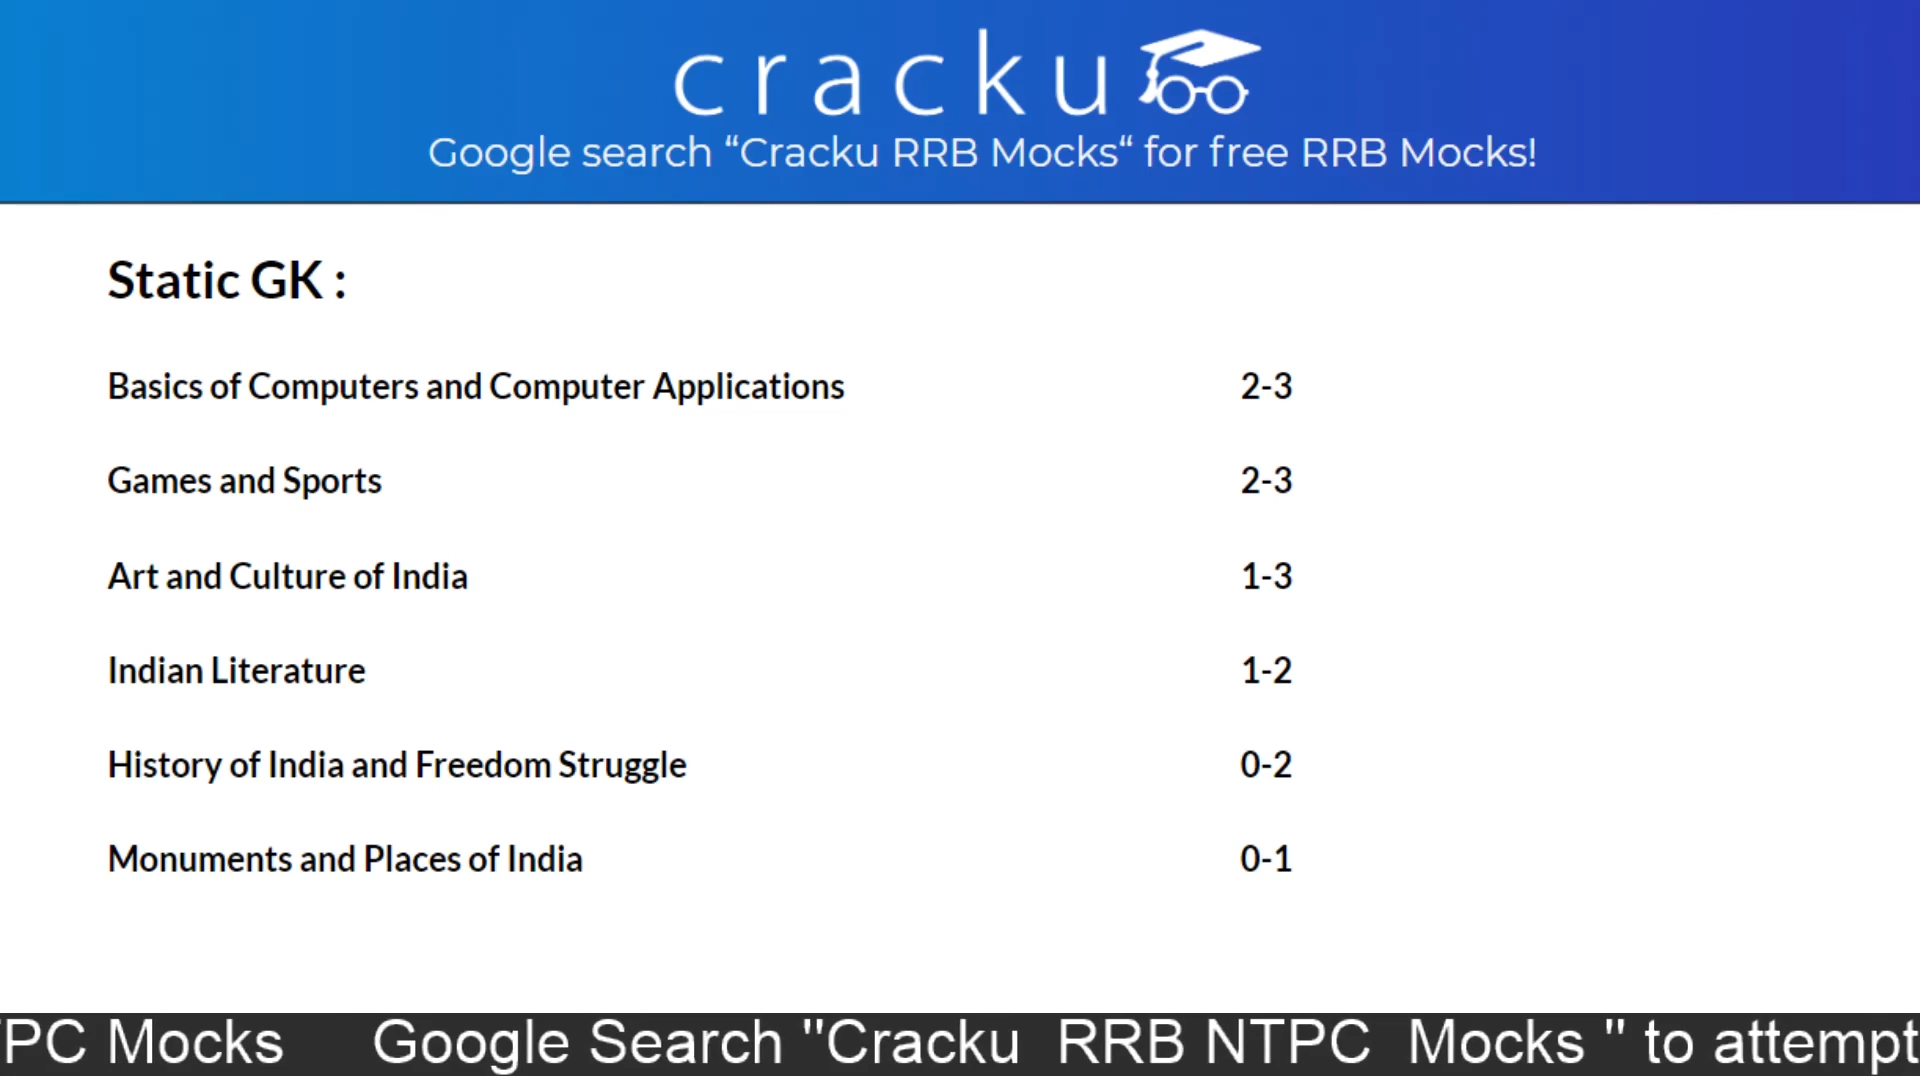 cracku
Google search “Cracku RRB Mocks“ for free RRB Mocks!
Static GK :
Basics of Computers and Computer Applications 2-3
Games and Sports 2-3
Art and Culture of India 1-3
Indian Literature 1-2
History of India and Freedom Struggle 0-2
Monuments and Places of India 0-1
PC Mocks Google Search "Cracku RRB NTPC Mocks " to attempt